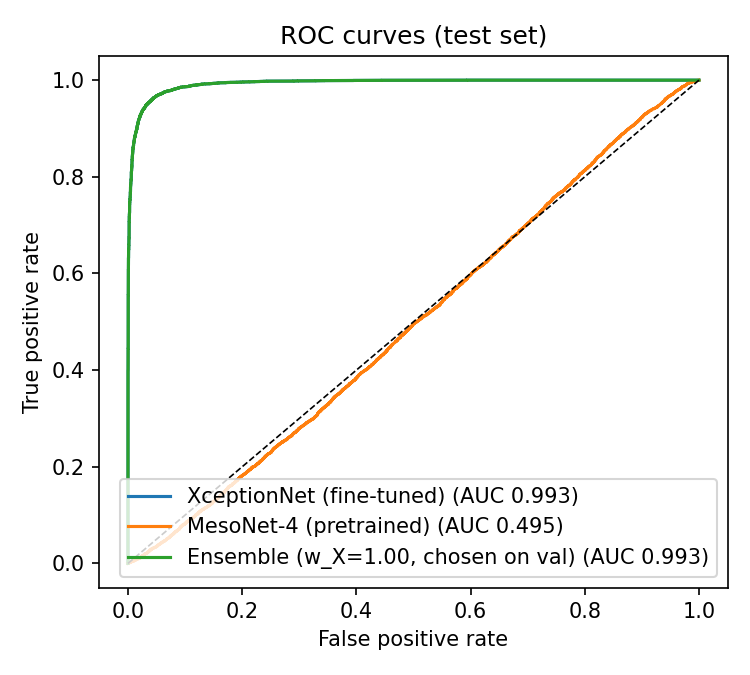 ROC curves (test set)
1.0
0.8
0.6
0.4
0.2
0.0
True positive rate
XceptionNet (fine-tuned) (AUC 0.993)
MesoNet-4 (pretrained) (AUC 0.495)
Ensemble (w_X=1.00, chosen on val) (AUC 0.993)
0.0 0.2 0.4 0.6 0.8 1.0
False positive rate